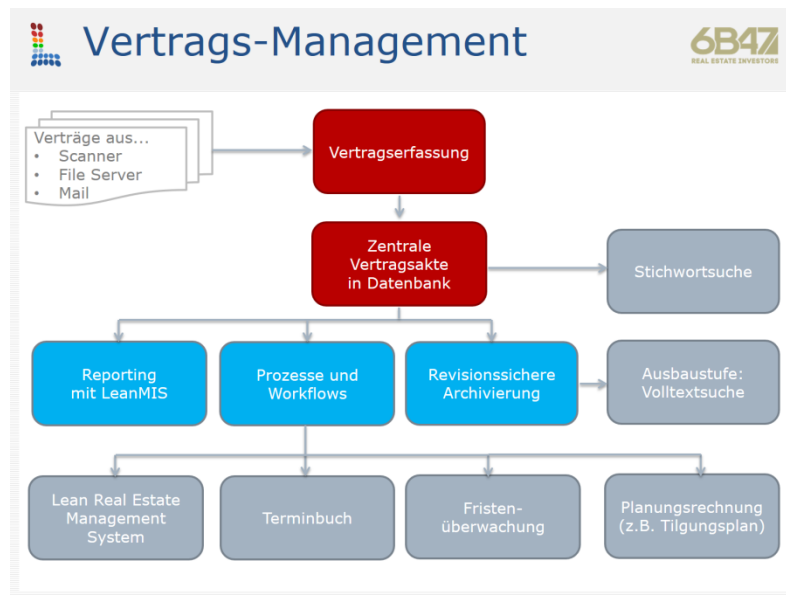 Vertrags-Management
6B47
REAL ESTATE INVESTORS
Verträge aus...
• Scanner
• File Server
• Mail
Vertragserfassung
Zentrale
Vertragsakte
in Datenbank
Stichwortsuche
Reporting
mit LeanMIS
Prozesse und
Workflows
Revisionssichere
Archivierung
Ausbaustufe:
Volltextsuche
Lean Real Estate
Management
System
Terminbuch
Fristen-
überwachung
Planungsrechnung
(z.B. Tilgungsplan)